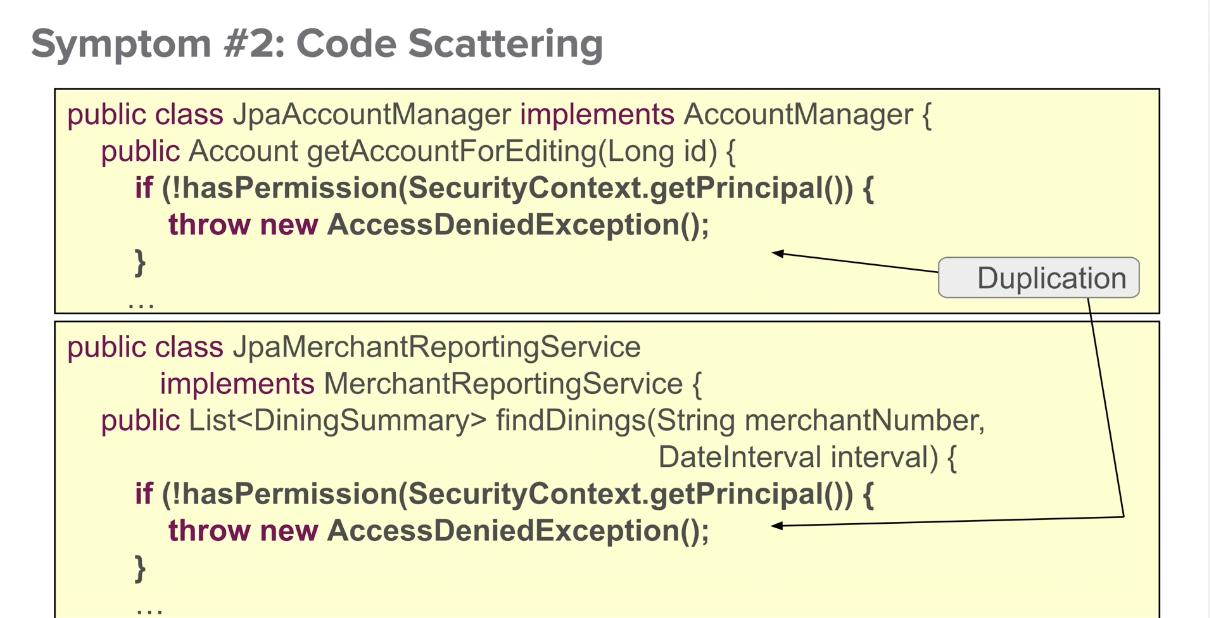 Symptom #2: Code Scattering
public class JpaAccountManager implements AccountManager {
public Account getAccountForEditing(Long id) {
if (!hasPermission(SecurityContext.getPrincipal()) {
throw new AccessDeniedException();
}
…
Duplication
public class JpaMerchantReportingService
implements MerchantReportingService {
public List<DiningSummary> findDinings(String merchantNumber,
DateInterval interval) {
if (!hasPermission(SecurityContext.getPrincipal()) {
throw new AccessDeniedException();
}
…